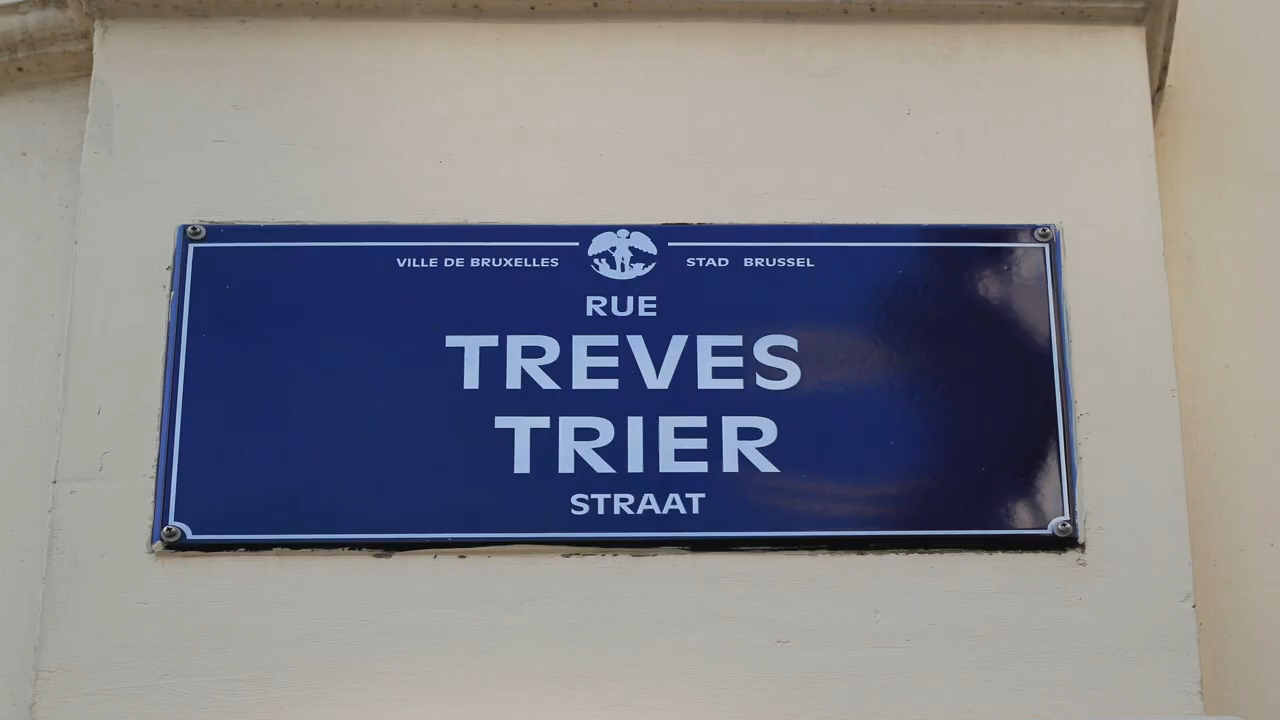 VILLE DE BRUXELLES STAD BRUSSEL
RUE
TREVES
TRIER
STRAAT